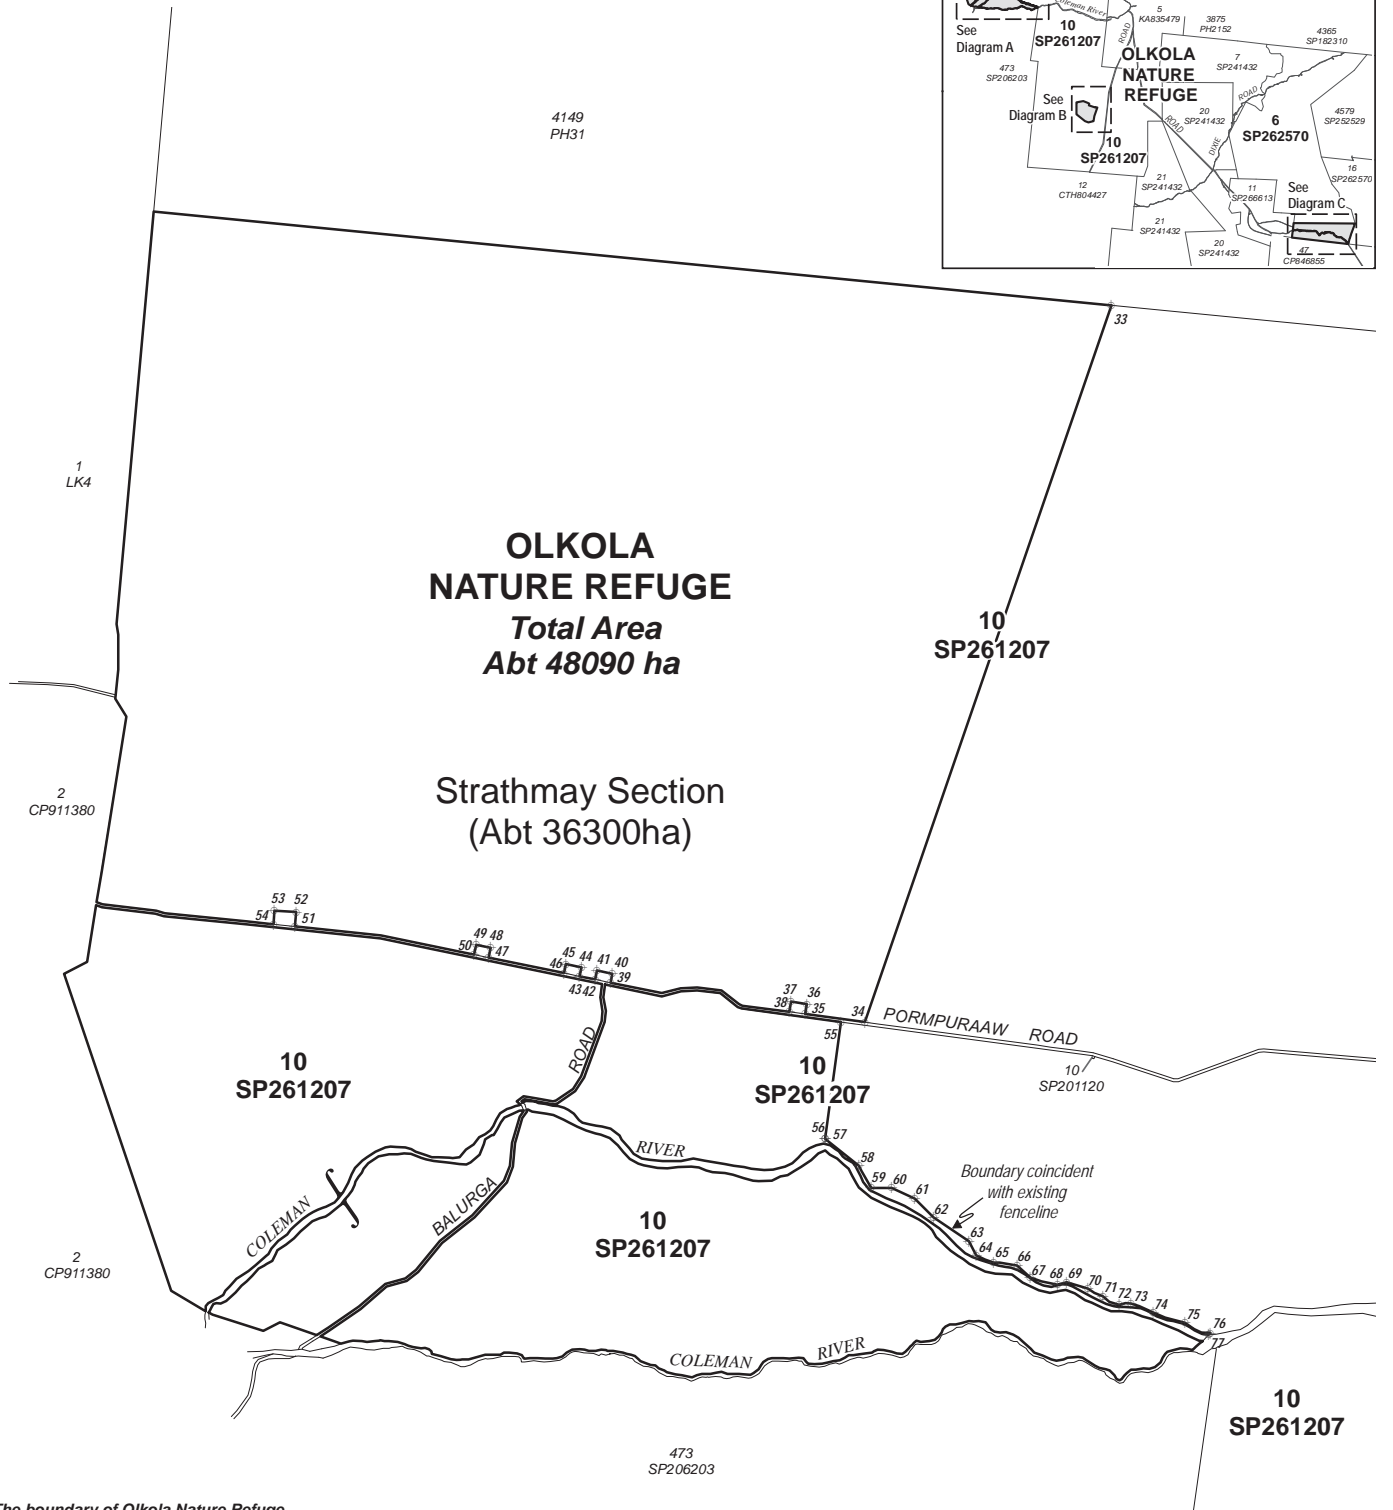 Coleman River
5
KA835479
3875
PH2152
4365
SP182310
See
Diagram A
10
SP261207
ROAD
OLKOLA
NATURE
REFUGE
7
SP241432
473
SP206203
ROAD
See
Diagram B
20
SP241432
ROAD
4579
SP252529
6
SP262570
DIXIE
10
SP261207
16
SP262570
12
CTH804427
21
SP241432
11
SP266613
See
Diagram C
21
SP241432
20
SP241432
47
CP846855
4149
PH31
33
1
LK4
OLKOLA
NATURE REFUGE
Total Area
Abt 48090 ha
10
SP261207
Strathmay Section
(Abt 36300ha)
2
CP911380
53 52
54 51
49 48
50 47
45 44 41 40
46 39
43 42
37 36
38 35 34
55
PORMPURAAW ROAD
10
SP201120
ROAD
10
SP261207
10
SP261207
56 57
RIVER
58
59 60
61
62
Boundary coincident
with existing
fenceline
63
64 65 66
67 68 69
70
71
72 73
74
75
76
77
COLEMAN
BALURGA
10
SP261207
2
CP911380
COLEMAN RIVER
10
SP261207
473
SP206203
The boundary of Olkola Nature Refuge